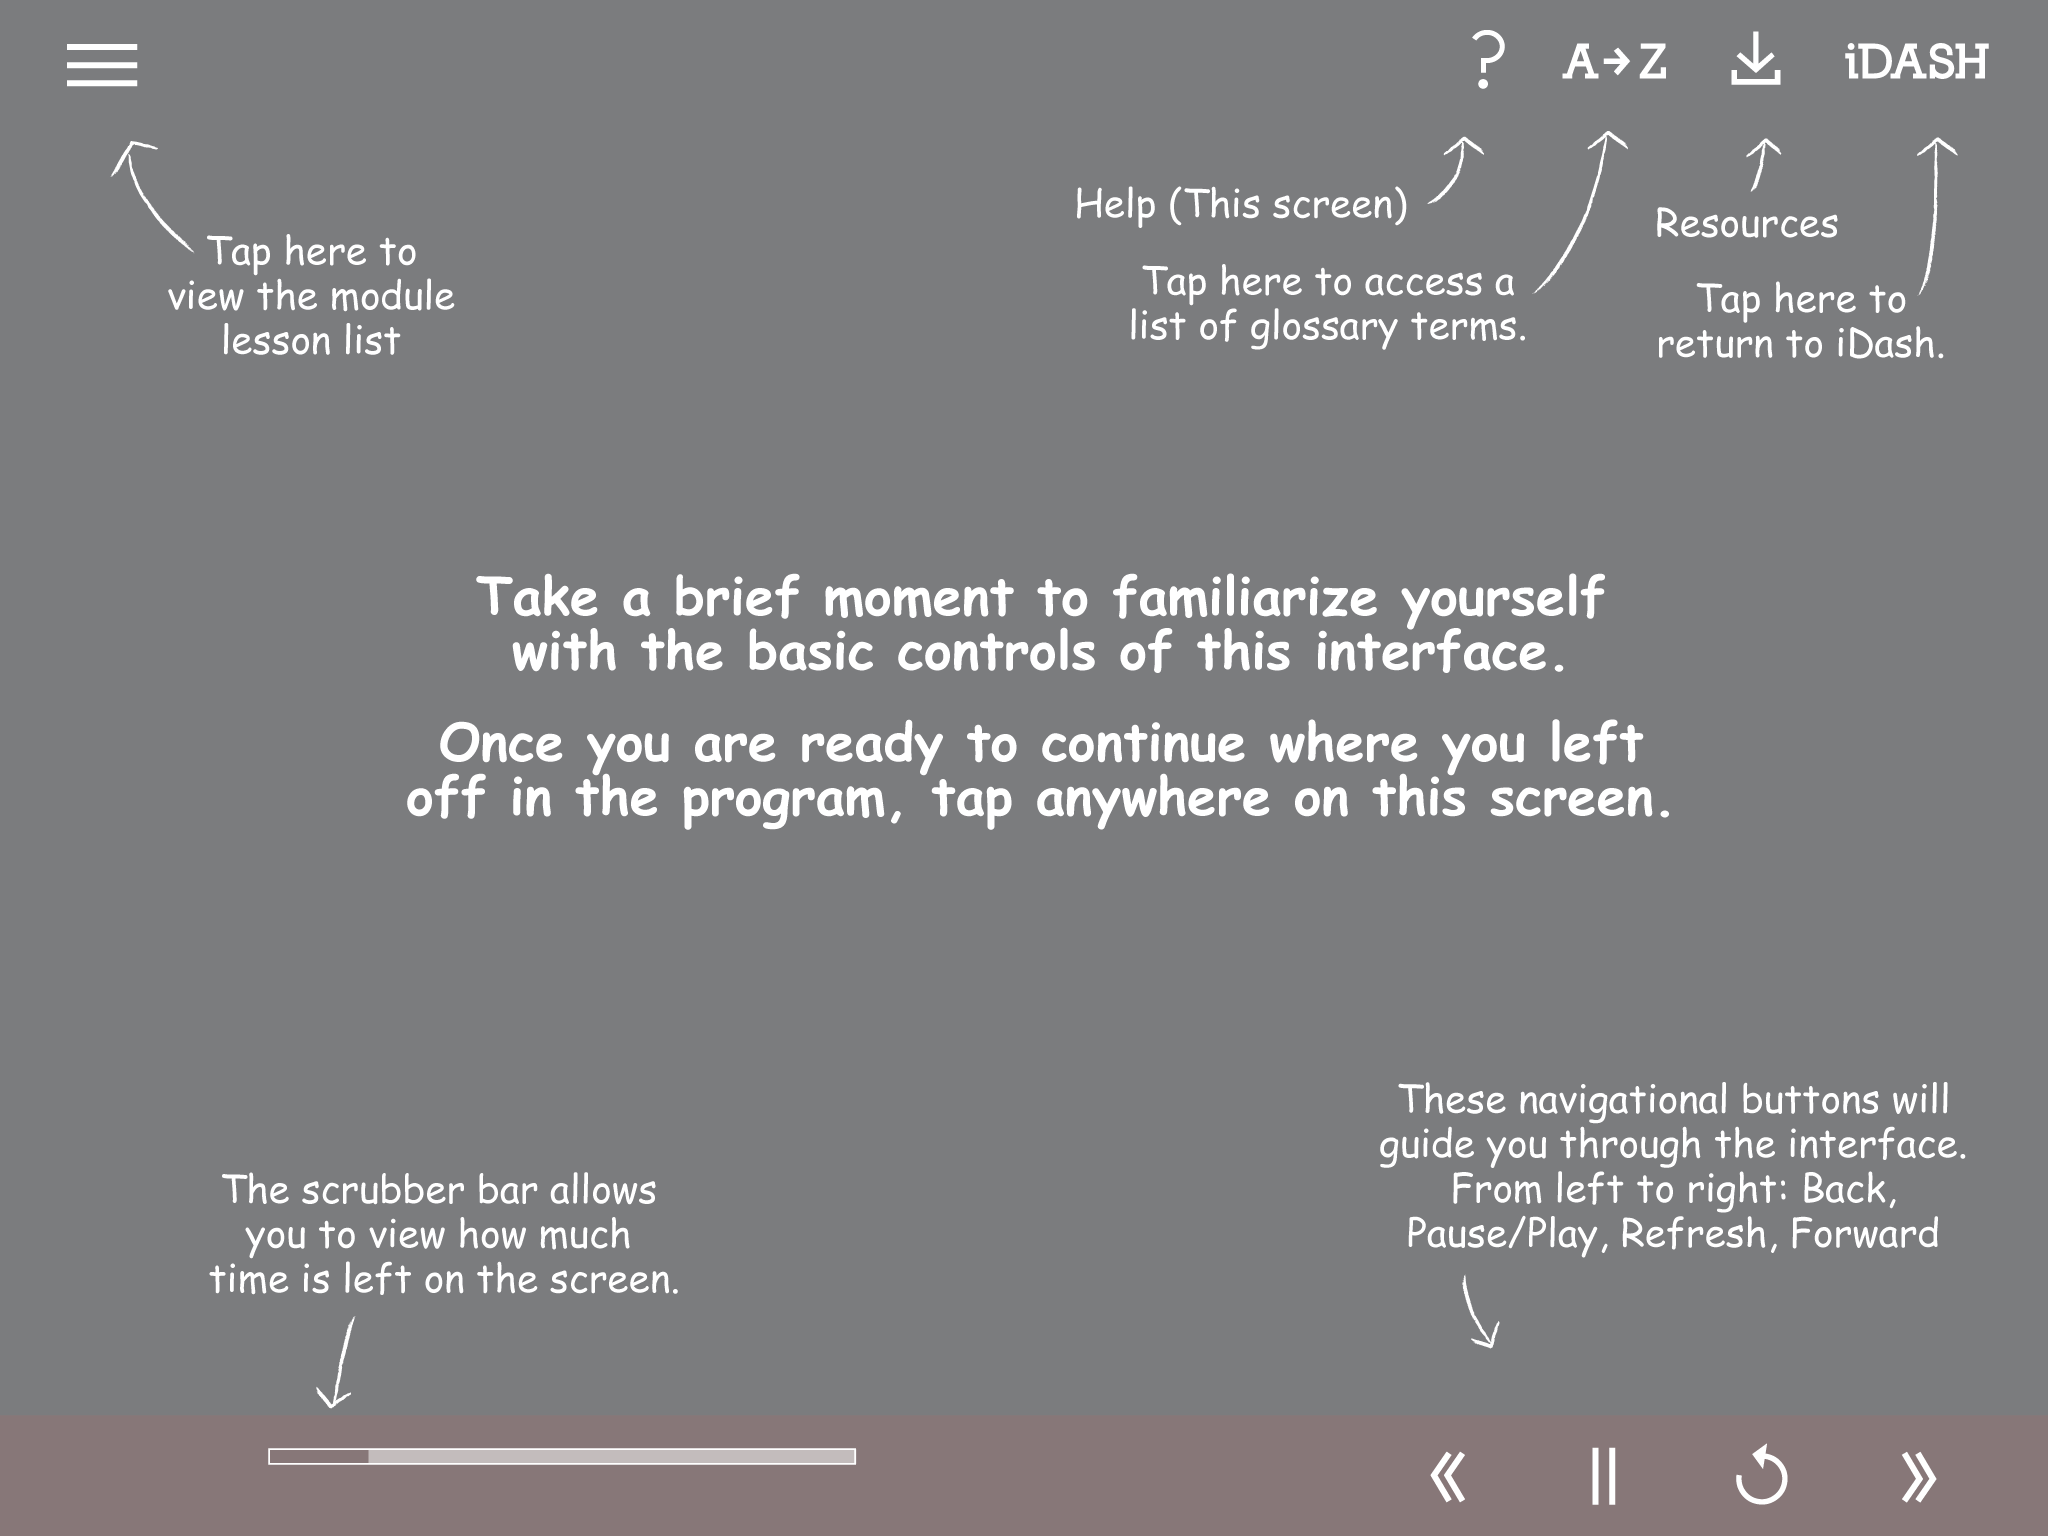 ? A→Z iDASH
Help (This screen)
Resources
Tap here to
view the module
lesson list
Tap here to access a
list of glossary terms.
Tap here to
return to iDash.
Take a brief moment to familiarize yourself
with the basic controls of this interface.
Once you are ready to continue where you left
off in the program, tap anywhere on this screen.
The scrubber bar allows
you to view how much
time is left on the screen.
These navigational buttons will
guide you through the interface.
From left to right: Back,
Pause/Play, Refresh, Forward